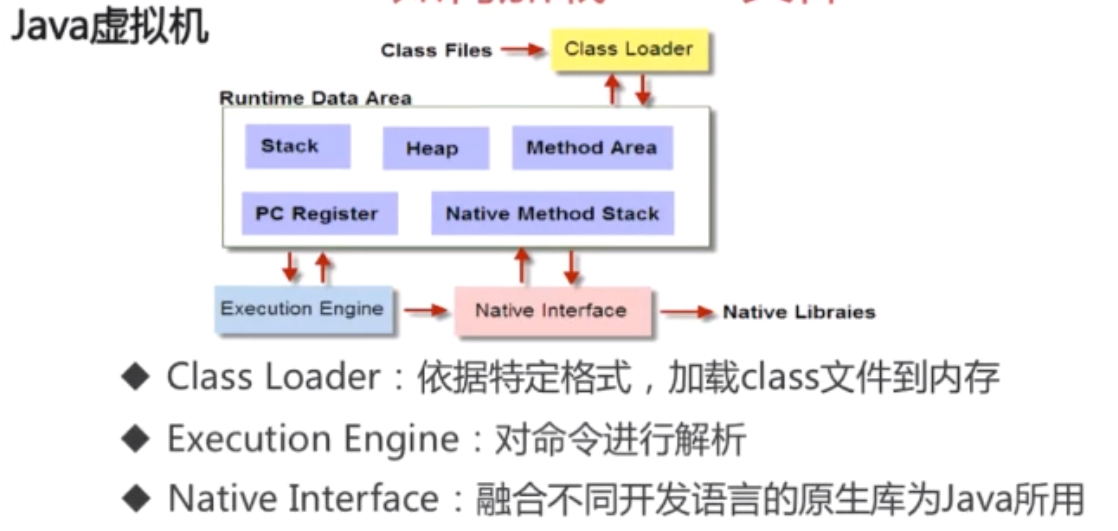 Java虚拟机
Class Files
Class Loader
Runtime Data Area
Stack
Heap
Method Area
PC Register
Native Method Stack
Execution Engine
Native Interface
Native Libraies
◆ Class Loader：依据特定格式，加载class文件到内存
◆ Execution Engine：对命令进行解析
◆ Native Interface：融合不同开发语言的原生库为Java所用